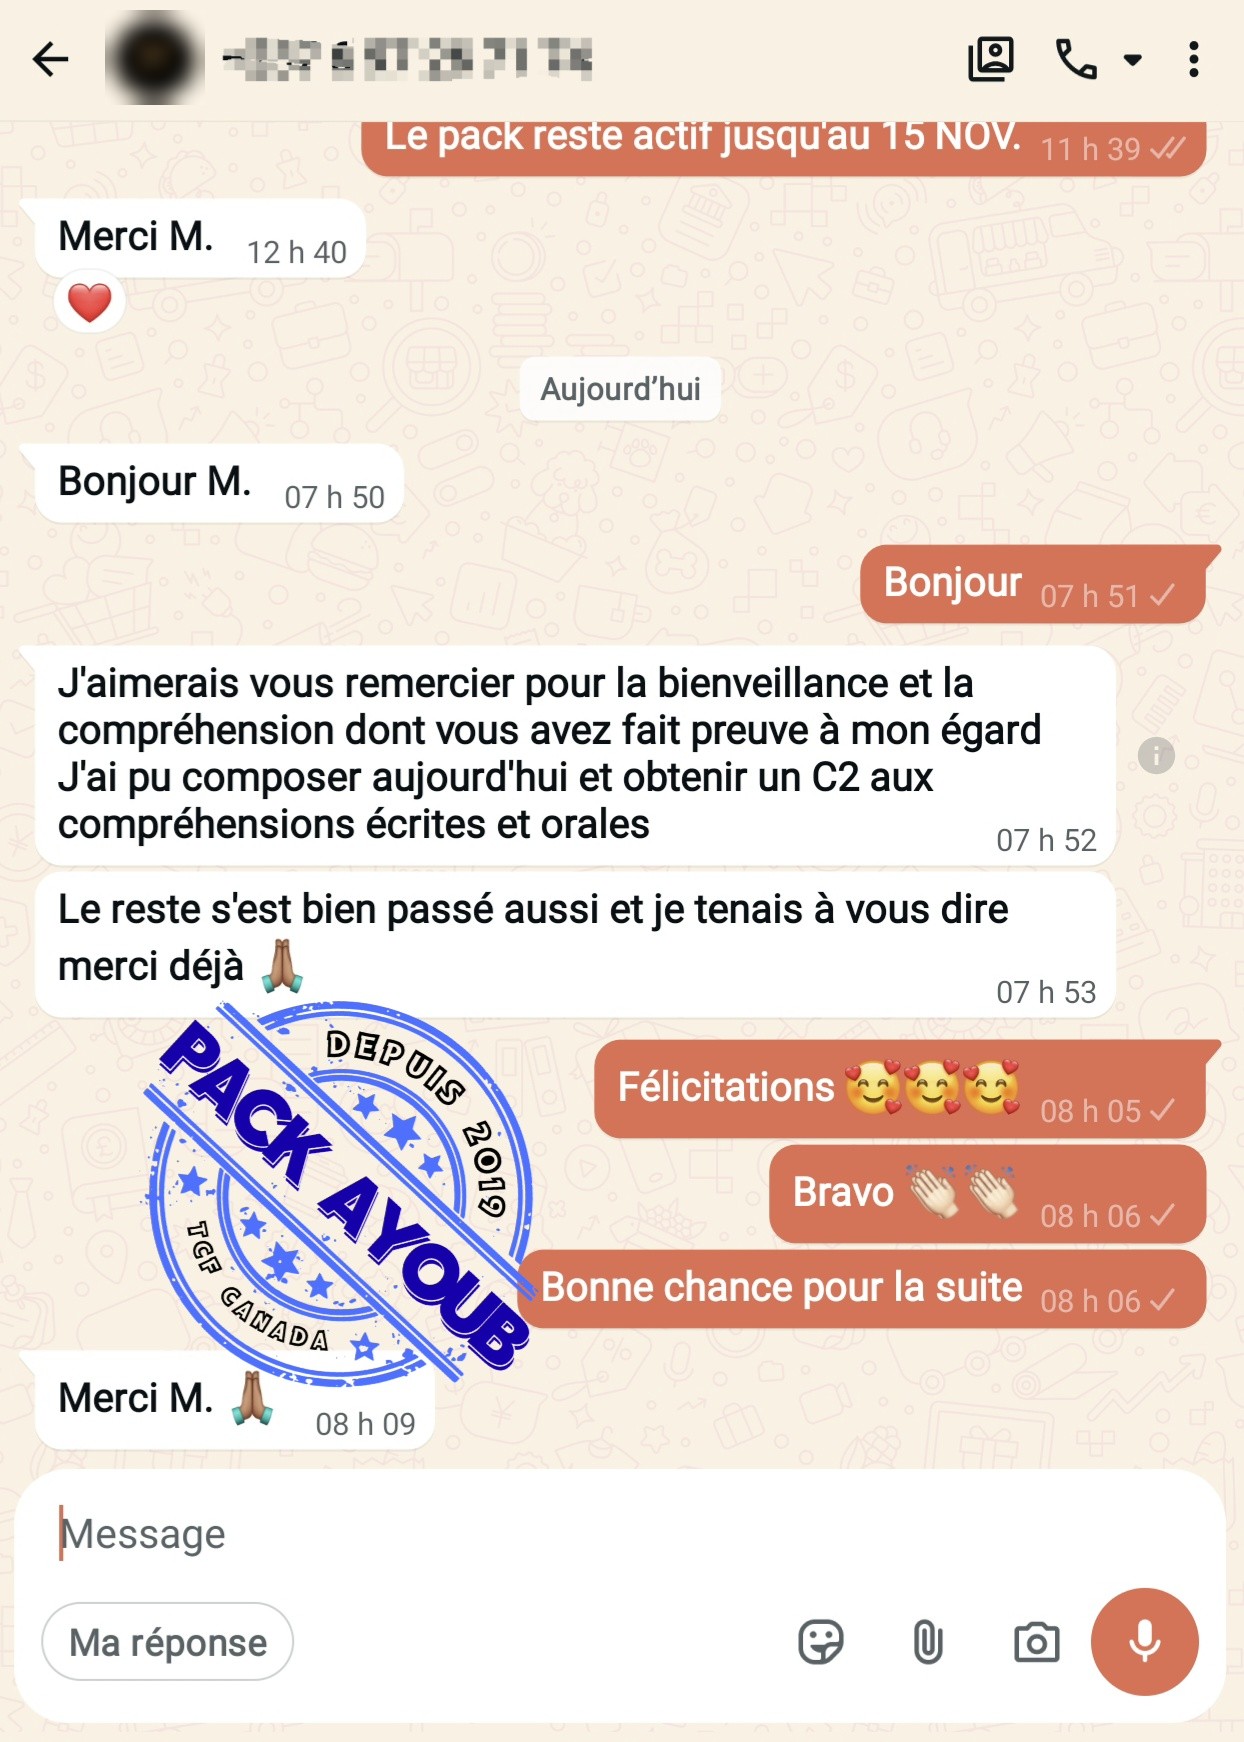 Le pack reste actif jusqu'au 15 NOV. 11 h 39
Merci M. 12 h 40
Aujourd’hui
Bonjour M. 07 h 50
Bonjour 07 h 51
J'aimerais vous remercier pour la bienveillance et la
compréhension dont vous avez fait preuve à mon égard
J'ai pu composer aujourd'hui et obtenir un C2 aux
compréhensions écrites et orales
07 h 52
Le reste s'est bien passé aussi et je tenais à vous dire
merci déjà 🙏🏾
07 h 53
DEPUIS 2019
PACK AYOUB
TCF CANADA
Félicitations 🥰🥰🥰 08 h 05
Bravo 👏🏻👏🏻 08 h 06
Bonne chance pour la suite 08 h 06
Merci M. 🙏🏾 08 h 09
Message
Ma réponse